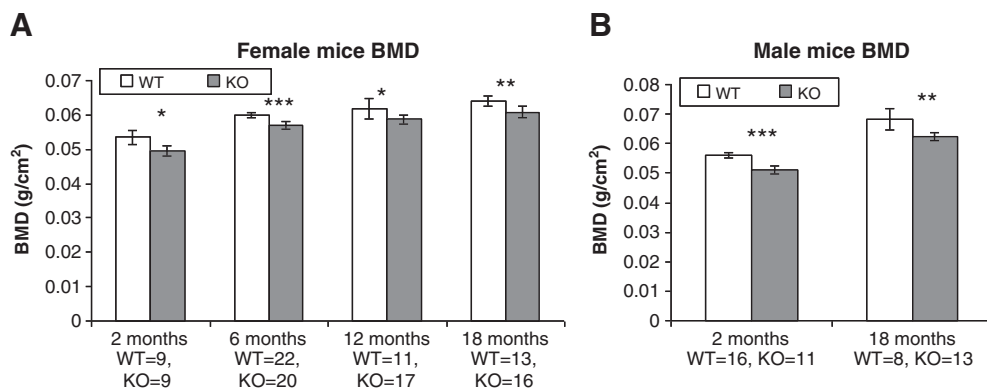 A
Female mice BMD
WT KO
BMD (g/cm²)
0.07
0.06
0.05
0.04
0.03
0.02
0.01
0
*
***
*
**
2 months
WT=9,
KO=9
6 months
WT=22,
KO=20
12 months
WT=11,
KO=17
18 months
WT=13,
KO=16
B
Male mice BMD
WT KO
BMD (g/cm²)
0.08
0.07
0.06
0.05
0.04
0.03
0.02
0.01
0
***
**
2 months
WT=16, KO=11
18 months
WT=8, KO=13